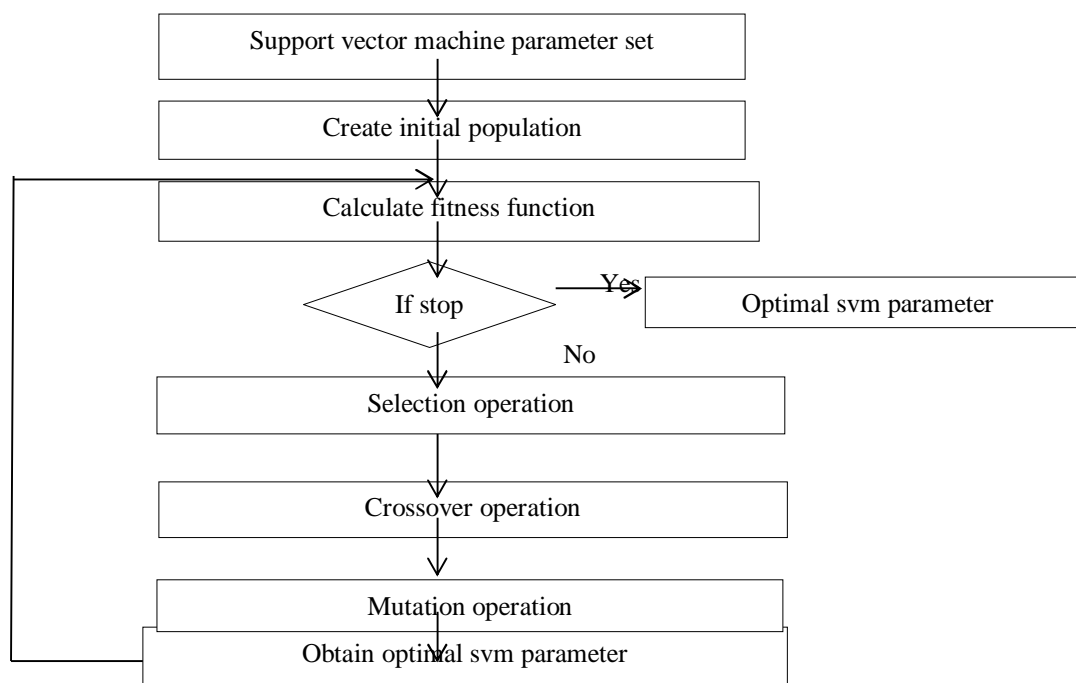 Support vector machine parameter set
Create initial population
Calculate fitness function
If stop
Yes
Optimal svm parameter
No
Selection operation
Crossover operation
Mutation operation
Obtain optimal svm parameter